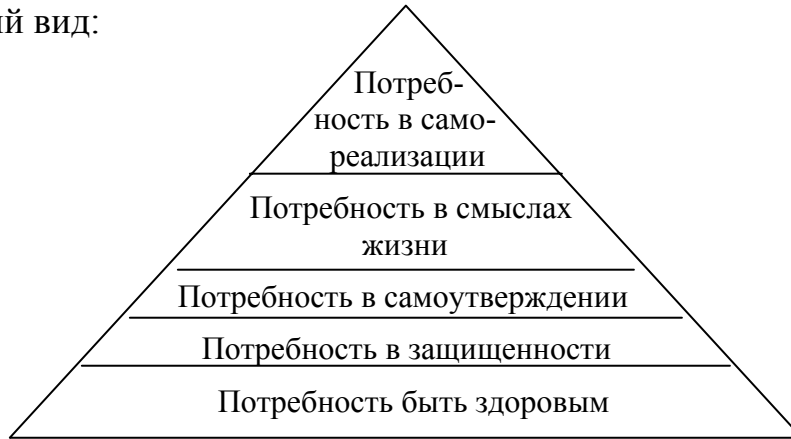 й вид:
Потреб-
ность в само-
реализации
Потребность в смыслах
жизни
Потребность в самоутверждении
Потребность в защищенности
Потребность быть здоровым